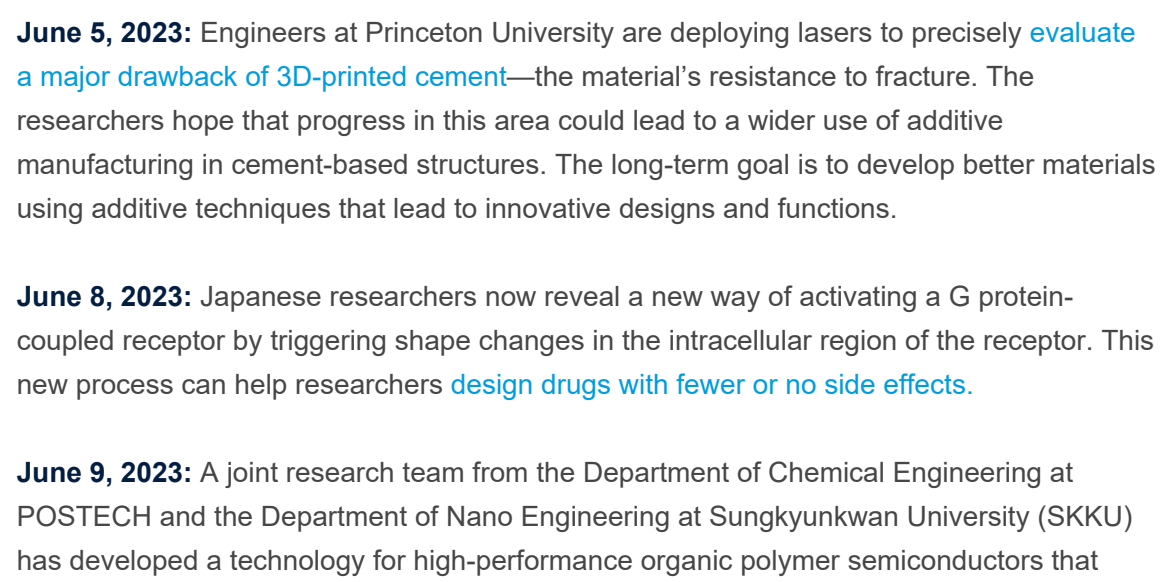 June 5, 2023: Engineers at Princeton University are deploying lasers to precisely evaluate
a major drawback of 3D-printed cement—the material’s resistance to fracture. The
researchers hope that progress in this area could lead to a wider use of additive
manufacturing in cement-based structures. The long-term goal is to develop better materials
using additive techniques that lead to innovative designs and functions.
June 8, 2023: Japanese researchers now reveal a new way of activating a G protein-
coupled receptor by triggering shape changes in the intracellular region of the receptor. This
new process can help researchers design drugs with fewer or no side effects.
June 9, 2023: A joint research team from the Department of Chemical Engineering at
POSTECH and the Department of Nano Engineering at Sungkyunkwan University (SKKU)
has developed a technology for high-performance organic polymer semiconductors that